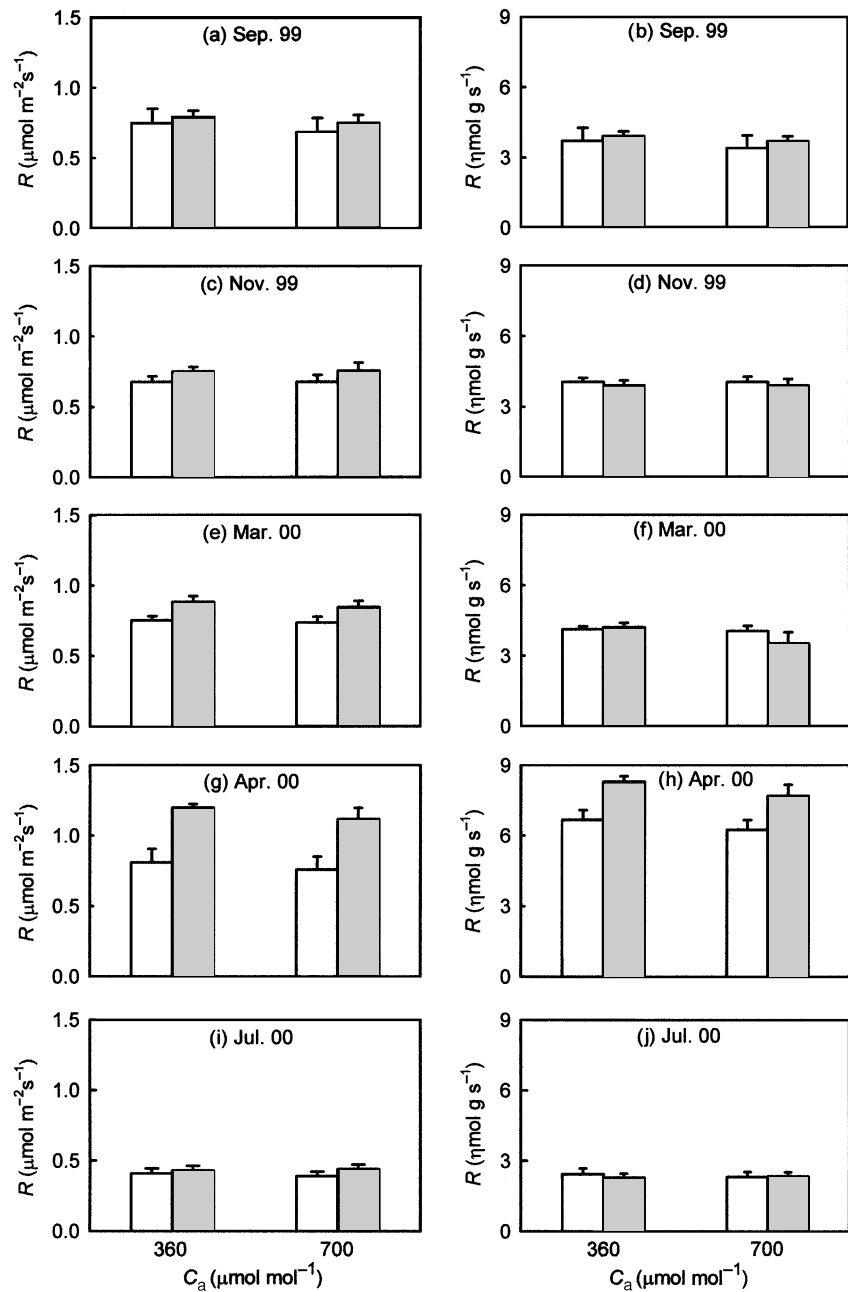 (a) Sep. 99
R (μmol m⁻²s⁻¹)
1.5
1.0
0.5
0.0
(b) Sep. 99
R (ηmol g s⁻¹)
9
6
3
0
(c) Nov. 99
R (μmol m⁻²s⁻¹)
1.5
1.0
0.5
0.0
(d) Nov. 99
R (ηmol g s⁻¹)
9
6
3
0
(e) Mar. 00
R (μmol m⁻²s⁻¹)
1.5
1.0
0.5
0.0
(f) Mar. 00
R (ηmol g s⁻¹)
9
6
3
0
(g) Apr. 00
R (μmol m⁻²s⁻¹)
1.5
1.0
0.5
0.0
(h) Apr. 00
R (ηmol g s⁻¹)
9
6
3
0
(i) Jul. 00
R (μmol m⁻²s⁻¹)
1.5
1.0
0.5
0.0
360 700
Cₐ (μmol mol⁻¹)
(j) Jul. 00
R (ηmol g s⁻¹)
9
6
3
0
360 700
Cₐ (μmol mol⁻¹)